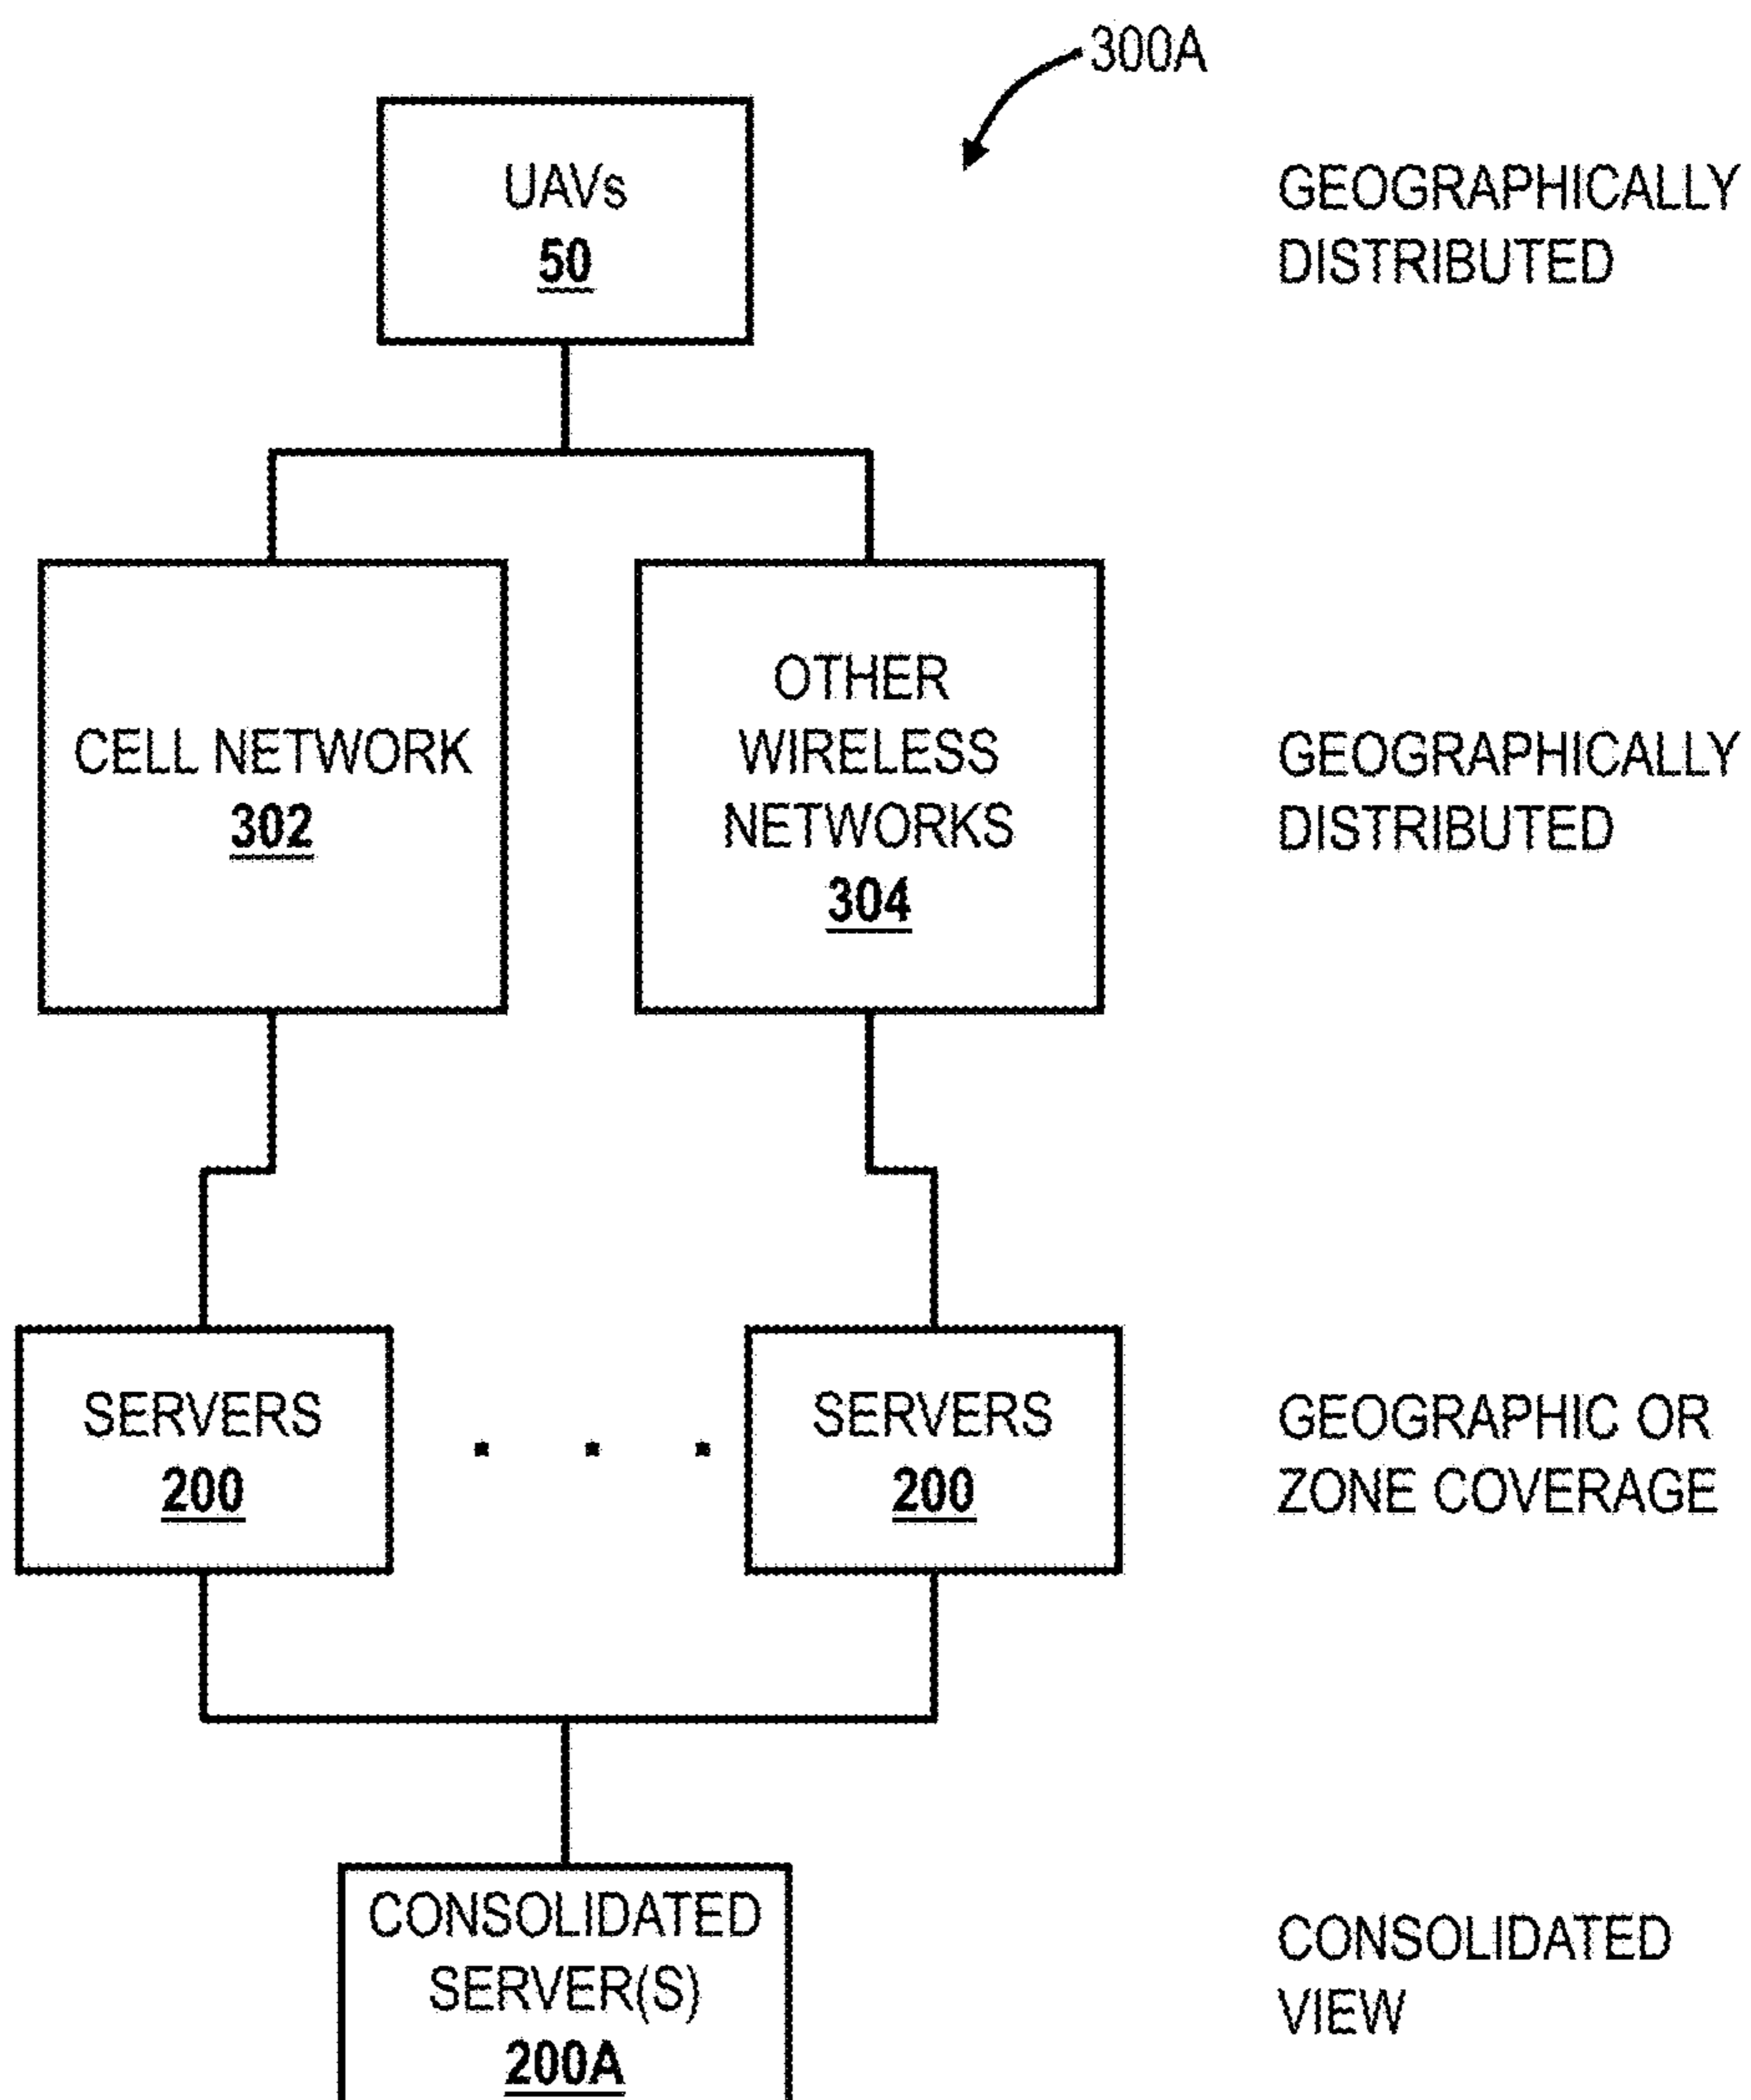 300A
UAVs
50
GEOGRAPHICALLY
DISTRIBUTED
CELL NETWORK
302
OTHER
WIRELESS
NETWORKS
304
GEOGRAPHICALLY
DISTRIBUTED
SERVERS
200
. . .
SERVERS
200
GEOGRAPHIC OR
ZONE COVERAGE
CONSOLIDATED
SERVER(S)
200A
CONSOLIDATED
VIEW